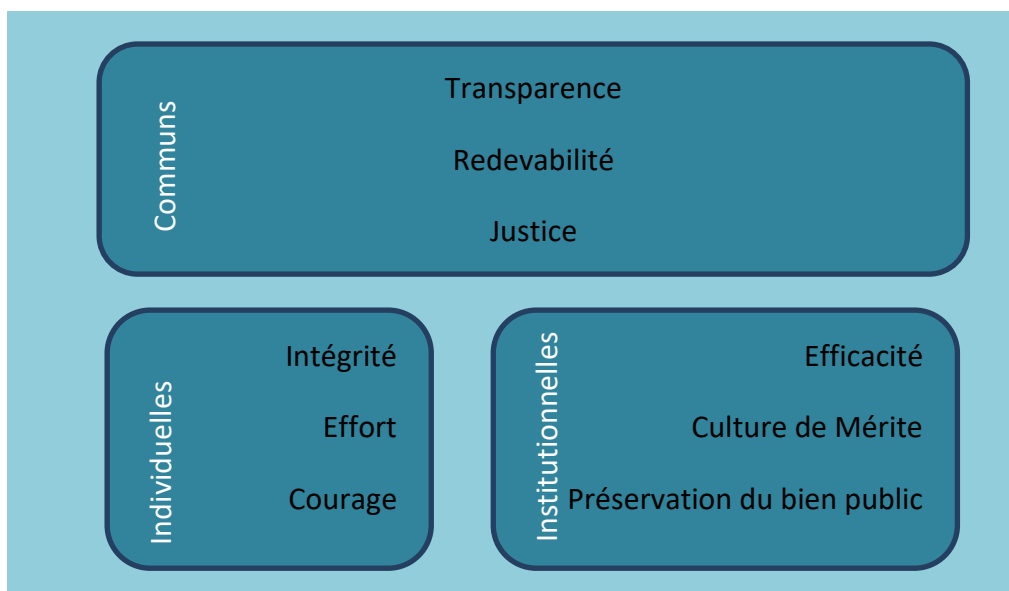 Communs
Transparence
Redevabilité
Justice
Individuelles
Intégrité
Effort
Courage
Institutionnelles
Efficacité
Culture de Mérite
Préservation du bien public